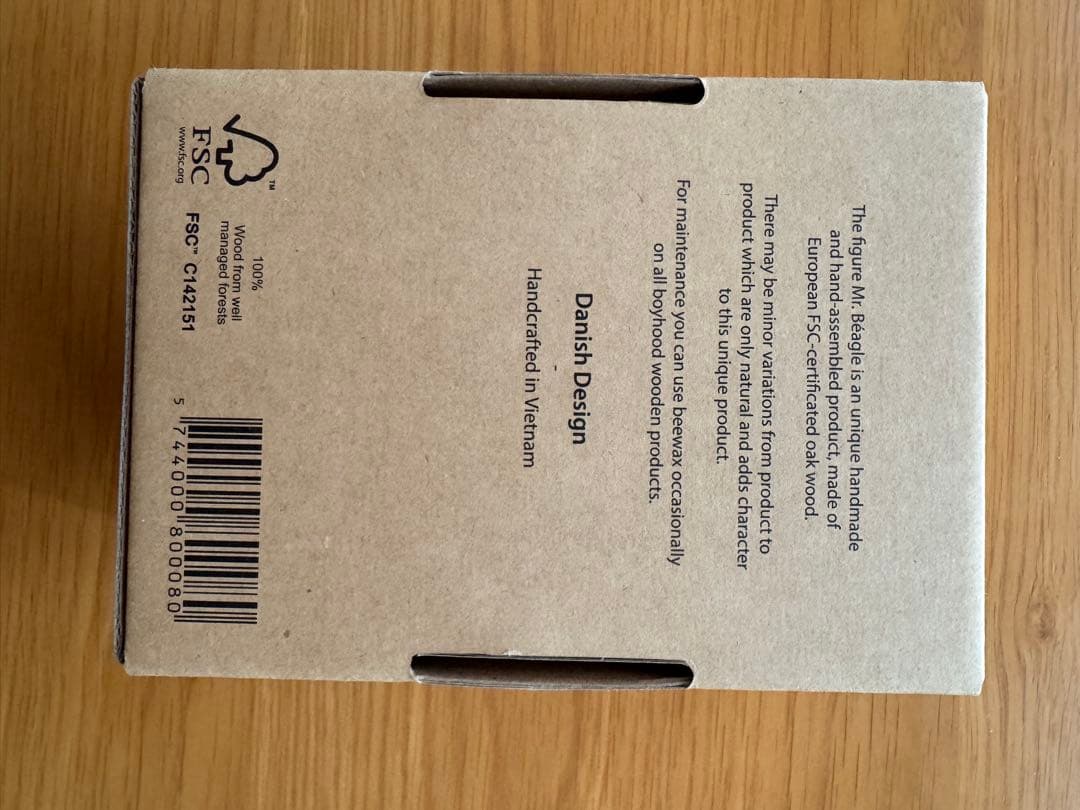 The figure Mr. Béagle is an unique handmade
and hand-assembled product, made of
European FSC-certificated oak wood.
There may be minor variations from product to
product which are only natural and adds character
to this unique product.
For maintenance you can use beewax occasionally
on all boyhood wooden products.
Danish Design
-
Handcrafted in Vietnam
TM
FSC
www.fsc.org
100%
Wood from well
managed forests
FSC™ C142151
5 744000 800080